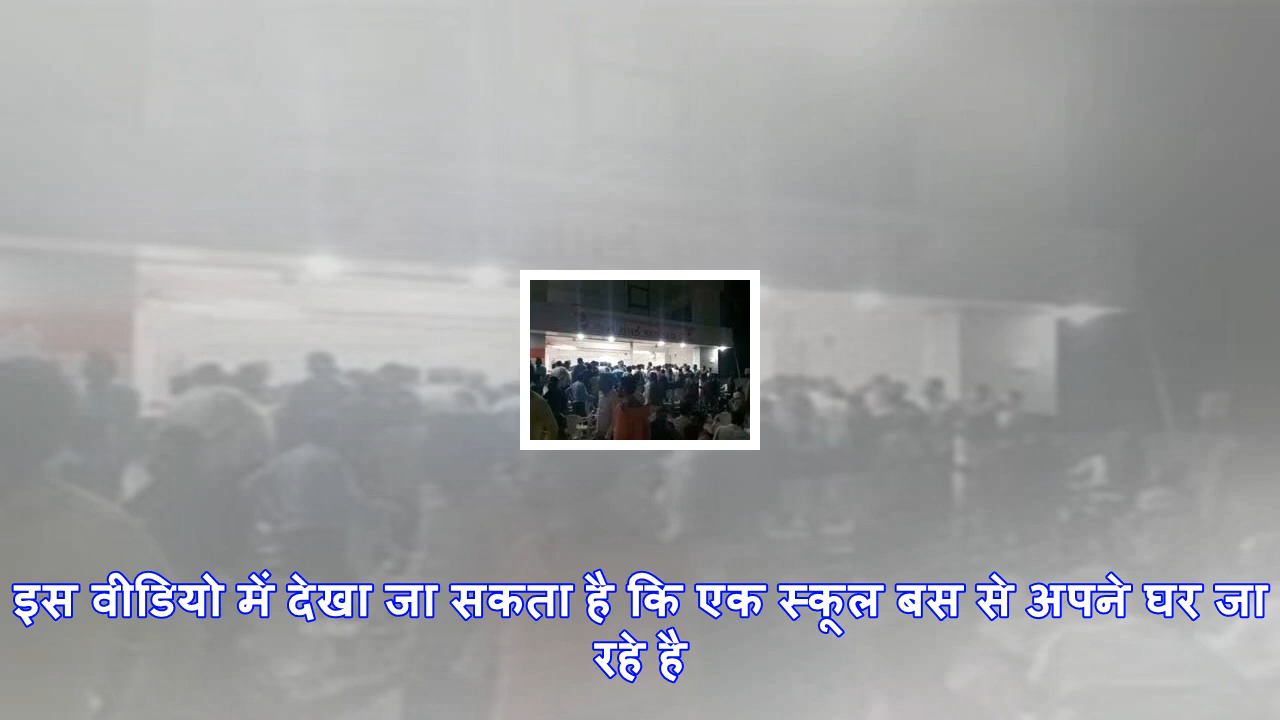 इस वीडियो में देखा जा सकता है कि एक स्कूल बस से अपने घर जा
रहे है